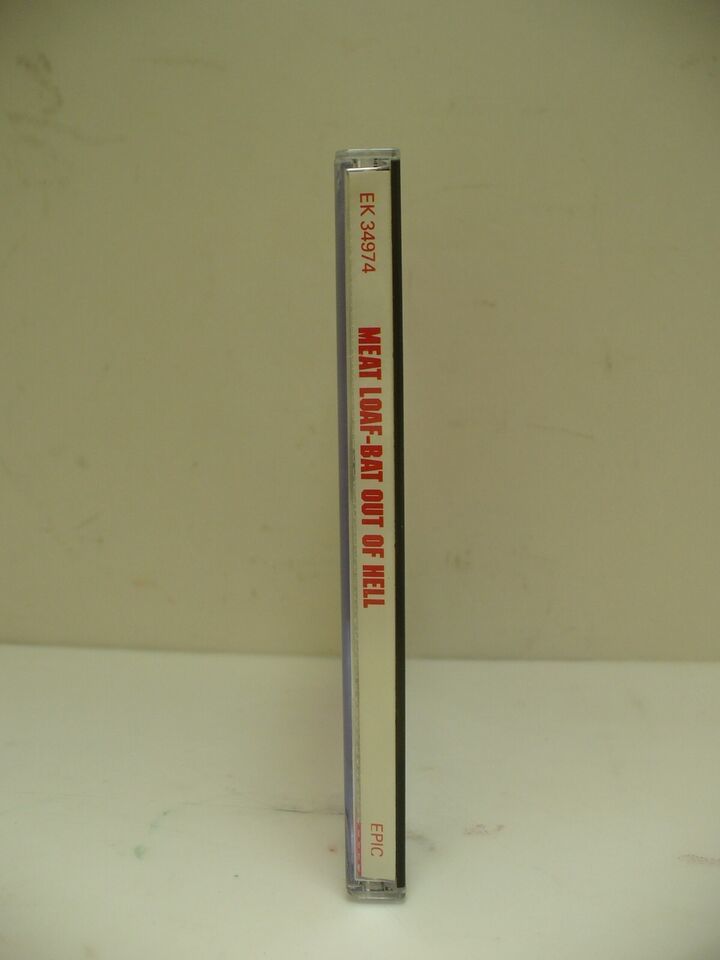 EK 34974
MEAT LOAF-BAT OUT OF HELL
EPIC